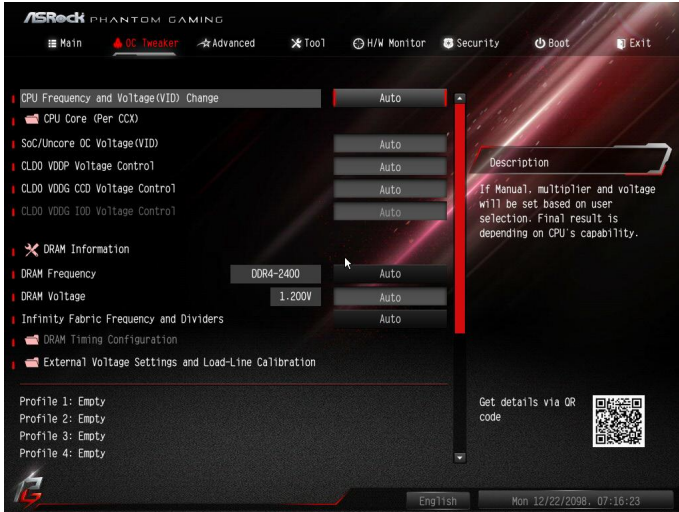 ASRock PHANTOM GAMING
Main OC Tweaker Advanced Tool H/W Monitor Security Boot Exit
CPU Frequency and Voltage(VID) Change Auto
CPU Core (Per CCX)
SoC/Uncore OC Voltage(VID) Auto
CLDO VDDP Voltage Control Auto
CLDO VDDG CCD Voltage Control Auto
CLDO VDDG IOD Voltage Control Auto
DRAM Information
DRAM Frequency DDR4-2400 Auto
DRAM Voltage 1.200V Auto
Infinity Fabric Frequency and Dividers Auto
DRAM Timing Configuration
External Voltage Settings and Load-Line Calibration
Profile 1: Empty
Profile 2: Empty
Profile 3: Empty
Profile 4: Empty
Description
If Manual, multiplier and voltage
will be set based on user
selection. Final result is
depending on CPU's capability.
Get details via QR
code
English Mon 12/22/2098. 07:16:23